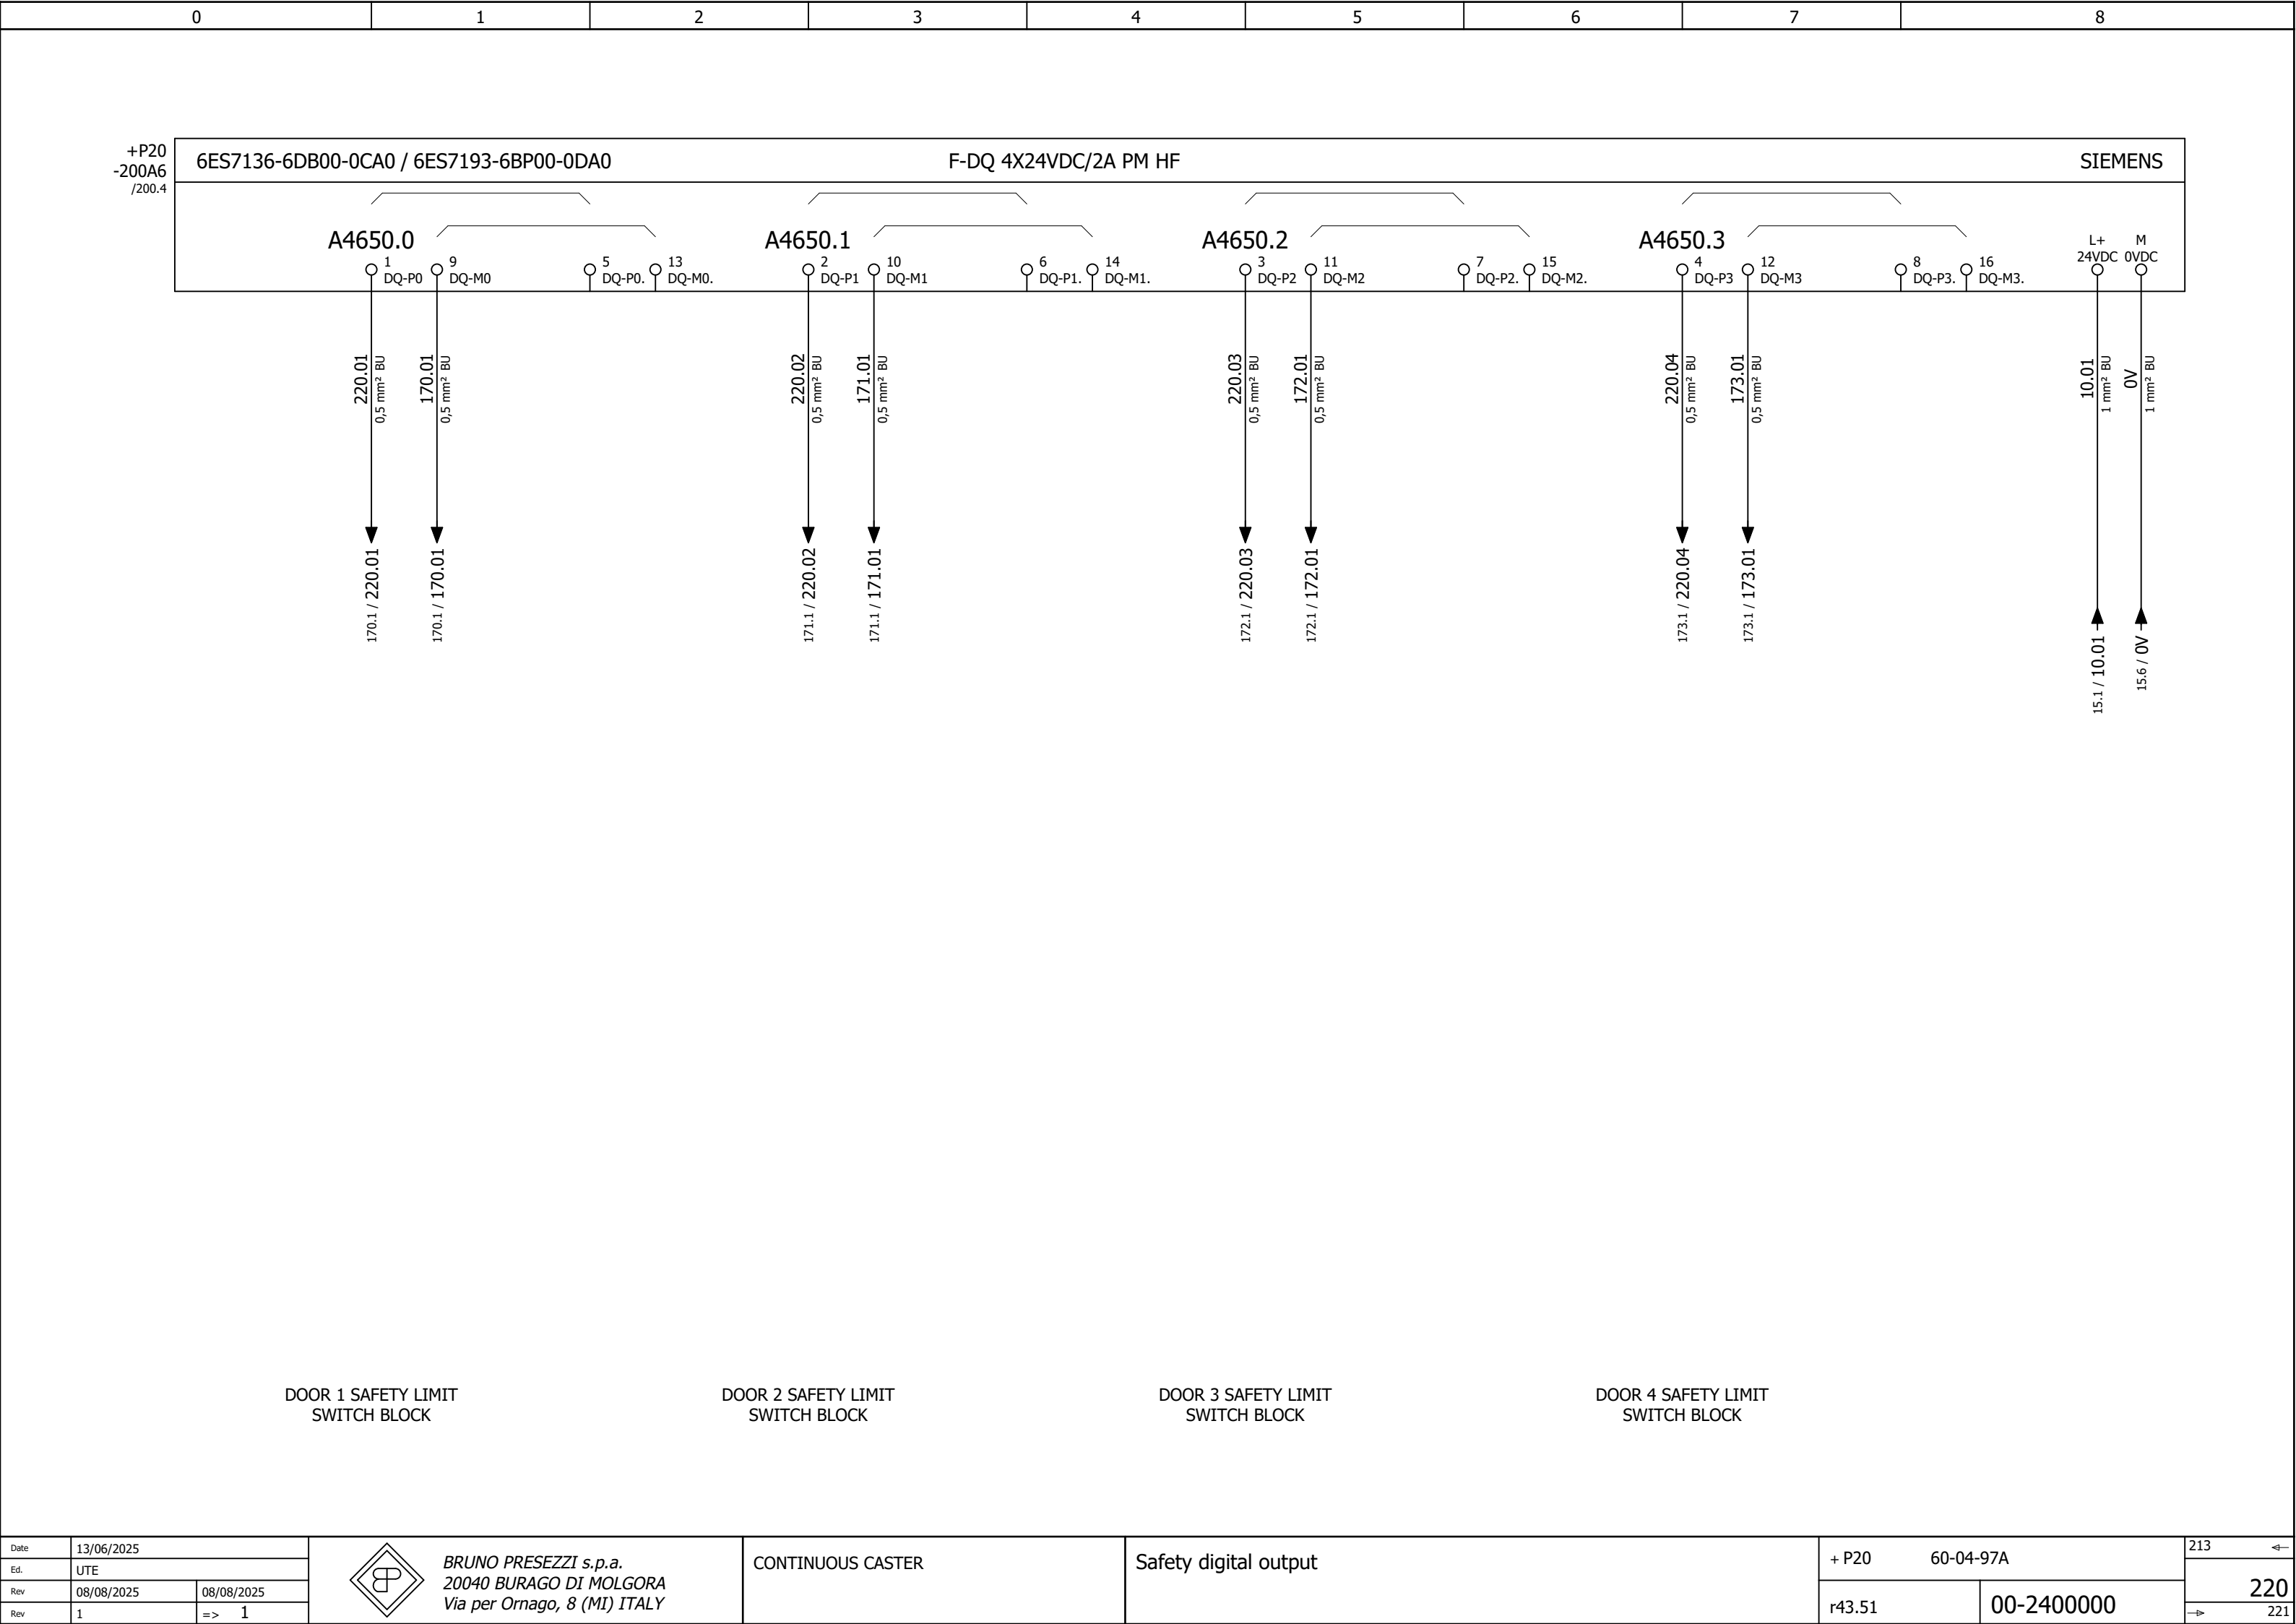 0 1 2 3 4 5 6 7 8
+P20
-200A6
/200.4
6ES7136-6DB00-0CA0 / 6ES7193-6BP00-0DA0 F-DQ 4X24VDC/2A PM HF SIEMENS
A4650.0 A4650.1 A4650.2 A4650.3
L+ M
24VDC 0VDC
1 9 5 13 2 10 6 14 3 11 7 15 4 12 8 16
DQ-P0 DQ-M0 DQ-P0. DQ-M0. DQ-P1 DQ-M1 DQ-P1. DQ-M1. DQ-P2 DQ-M2 DQ-P2. DQ-M2. DQ-P3 DQ-M3 DQ-P3. DQ-M3.
220.01
0,5 mm² BU
170.01
0,5 mm² BU
220.02
0,5 mm² BU
171.01
0,5 mm² BU
220.03
0,5 mm² BU
172.01
0,5 mm² BU
220.04
0,5 mm² BU
173.01
0,5 mm² BU
10.01
1 mm² BU
0V
1 mm² BU
170.1 / 220.01
170.1 / 170.01
171.1 / 220.02
171.1 / 171.01
172.1 / 220.03
172.1 / 172.01
173.1 / 220.04
173.1 / 173.01
15.1 / 10.01
15.6 / 0V
DOOR 1 SAFETY LIMIT
SWITCH BLOCK
DOOR 2 SAFETY LIMIT
SWITCH BLOCK
DOOR 3 SAFETY LIMIT
SWITCH BLOCK
DOOR 4 SAFETY LIMIT
SWITCH BLOCK
Date 13/06/2025
Ed. UTE
Rev 08/08/2025 08/08/2025
Rev 1 => 1
BP
BRUNO PRESEZZI s.p.a.
20040 BURAGO DI MOLGORA
Via per Ornago, 8 (MI) ITALY
CONTINUOUS CASTER
Safety digital output
+ P20 60-04-97A
r43.51 00-2400000
213
220
221